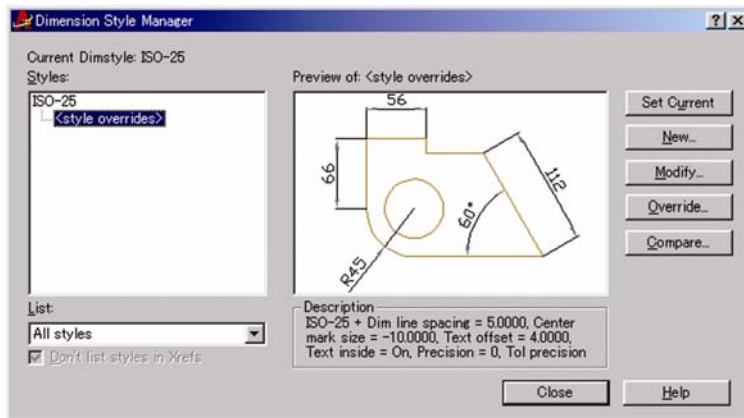 Dimension Style Manager
Current Dimstyle: ISO-25
Styles:
ISO-25
<style overrides>
List:
All styles
Don't list styles in Xrefs
Preview of: <style overrides>
56
66
112
60°
R45
Description
ISO-25 + Dim line spacing = 5.0000, Center
mark size = -10.0000, Text offset = 4.0000,
Text inside = On, Precision = 0, Tol precision
Set Current
New...
Modify...
Override...
Compare...
Close
Help